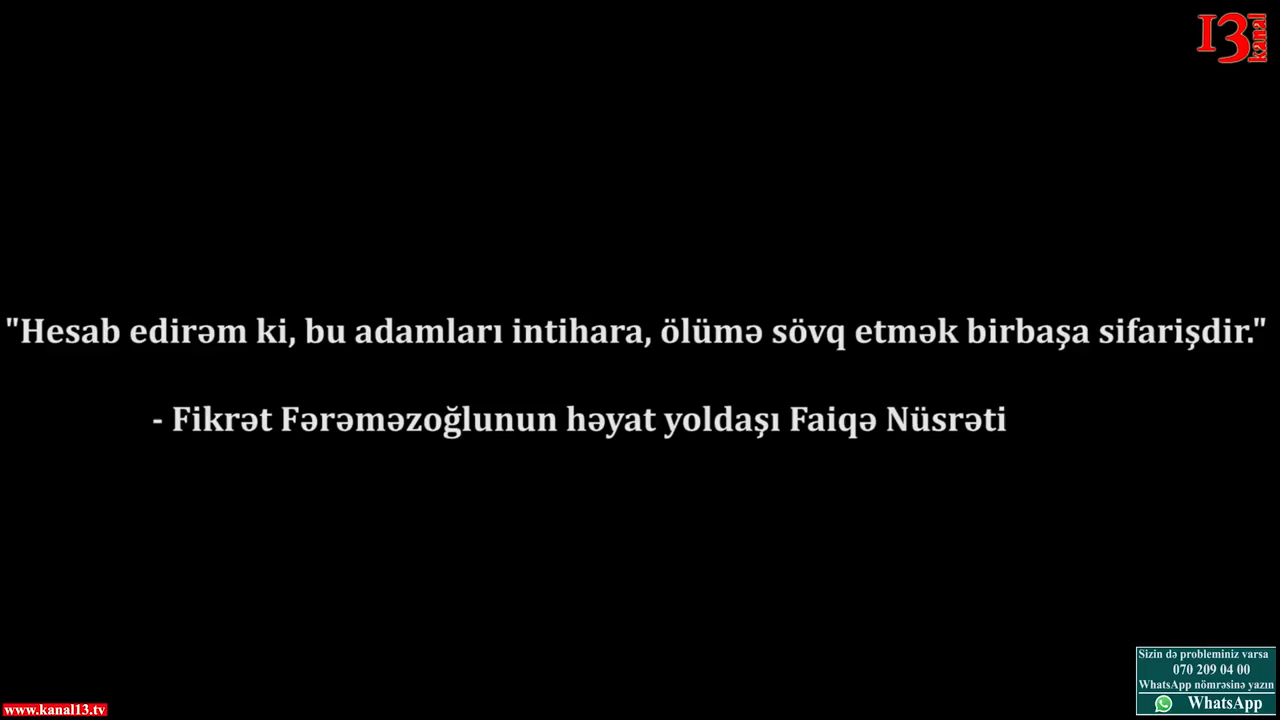 13 kanal
"Hesab edirəm ki, bu adamları intihara, ölümə sövq etmək birbaşa sifarişdir."
- Fikrət Fərəməzoğlunun həyat yoldaşı Faiqə Nüsrəti
Sizin də probleminiz varsa
070 209 04 00
WhatsApp nömrəsinə yazın
WhatsApp
www.kanal13.tv